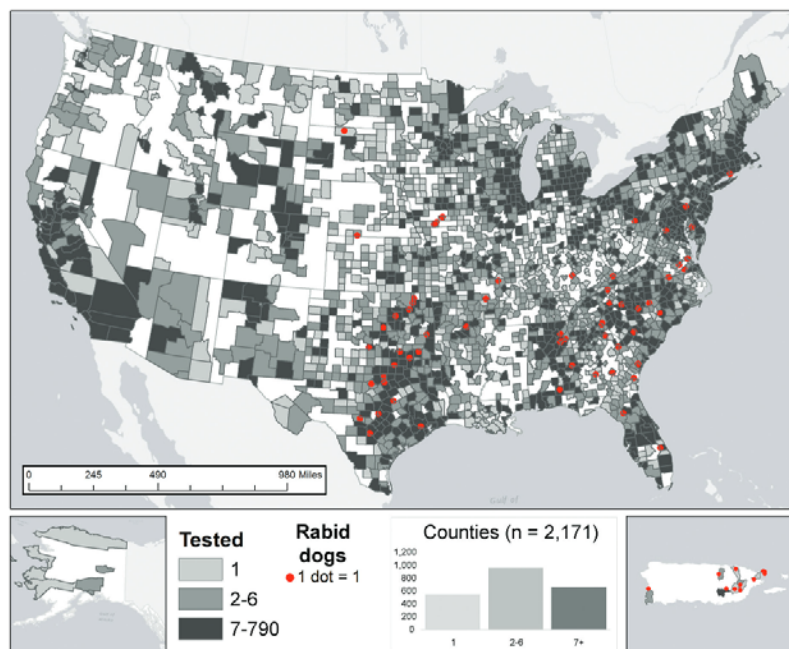 0 245 490 980 Miles
Gulf of
Tested
1
2-6
7-790
Rabid
dogs
1 dot = 1
Counties (n = 2,171)
1,200
1,000
800
600
400
200
0
1 2-6 7+